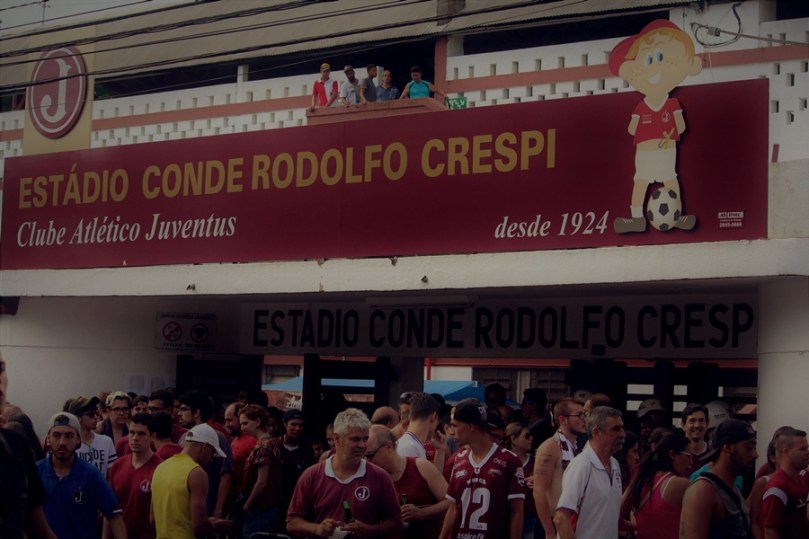 J
ESTÁDIO CONDE RODOLFO CRESPI
Clube Atlético Juventus
desde 1924
ESTADIO CONDE RODOLFO CRESP
J
J
12